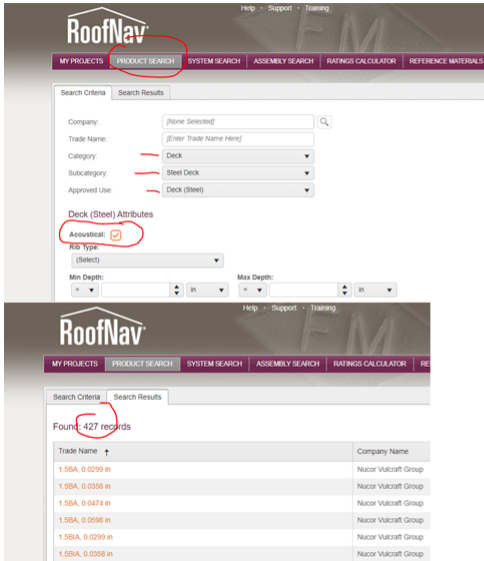 Help · Support · Training
RoofNav
MY PROJECTS PRODUCT SEARCH SYSTEM SEARCH ASSEMBLY SEARCH RATINGS CALCULATOR REFERENCE MATERIALS
Search Criteria Search Results
Company: [None Selected]
Trade Name: [Enter Trade Name Here]
Category: Deck
Subcategory: Steel Deck
Approved Use: Deck (Steel)
Deck (Steel) Attributes
Acoustical:
Rib Type:
(Select)
Min Depth: Max Depth:
= in = in
Help · Support · Training
RoofNav
MY PROJECTS PRODUCT SEARCH SYSTEM SEARCH ASSEMBLY SEARCH RATINGS CALCULATOR RE
Search Criteria Search Results
Found: 427 records
Trade Name Company Name
1.5BA, 0.0299 in Nucor Vulcraft Group
1.5BA, 0.0358 in Nucor Vulcraft Group
1.5BA, 0.0474 in Nucor Vulcraft Group
1.5BA, 0.0598 in Nucor Vulcraft Group
1.5BIA, 0.0299 in Nucor Vulcraft Group
1.5BIA, 0.0358 in Nucor Vulcraft Group